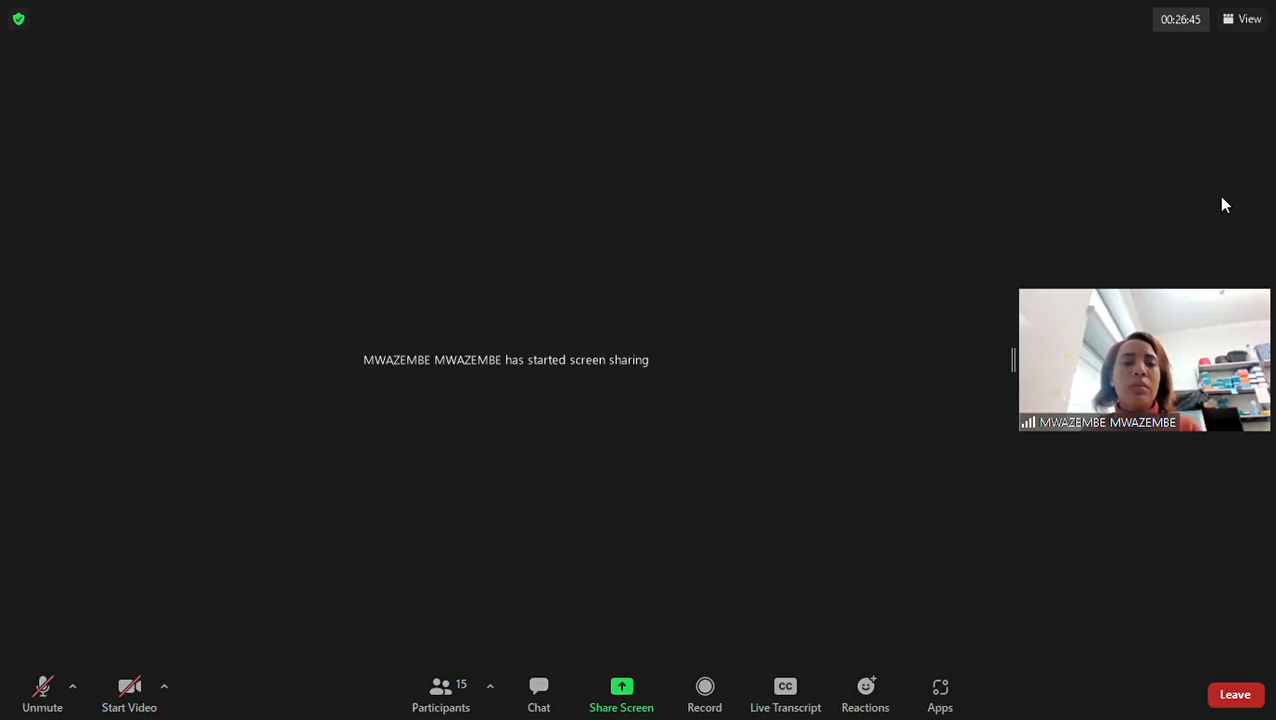 00:26:45
View
MWAZEMBE MWAZEMBE has started screen sharing
MWAZEMBE MWAZEMBE
15
Unmute
Start Video
Participants
Chat
Share Screen
CC
Record
Live Transcript
Reactions
Apps
Leave